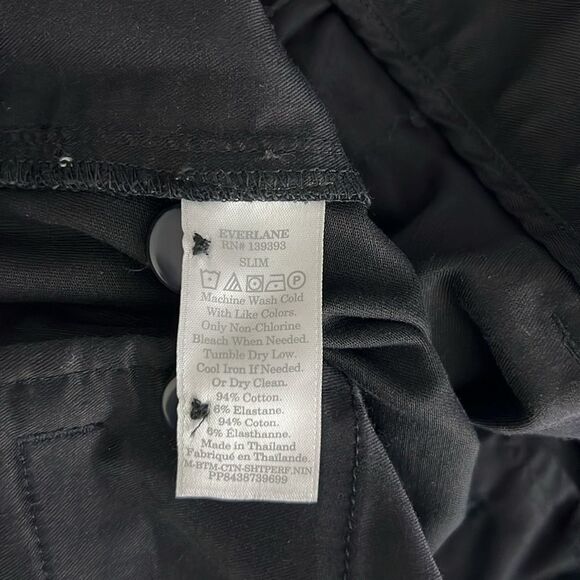 EVERLANE
RN# 139393
SLIM
P
Machine Wash Cold
With Like Colors.
Only Non-Chlorine
Bleach When Needed.
Tumble Dry Low.
Cool Iron If Needed.
Or Dry Clean.
94% Cotton.
6% Elastane.
94% Coton.
6% Élasthanne.
Made in Thailand
Fabriqué en Thaïlande.
M-BTM-CTN-SHTPERF.NIN
PP8438739699